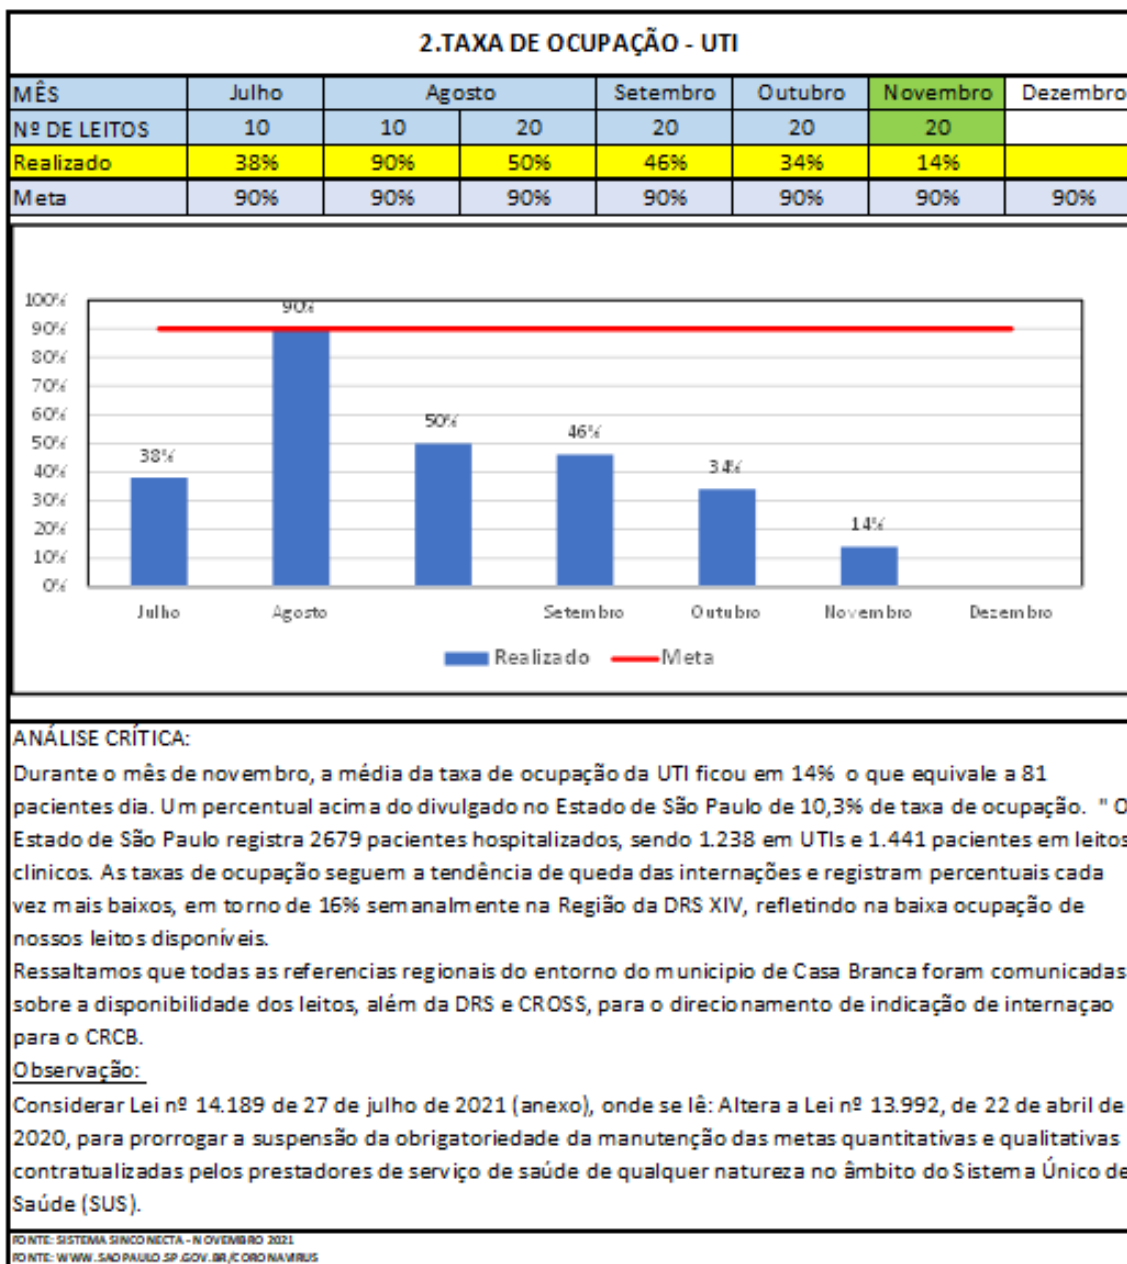 2.TAXA DE OCUPAÇÃO - UTI
MÊS Julho Agosto Setembro Outubro Novembro Dezembro
Nº DE LEITOS 10 10 20 20 20 20
Realizado 38% 90% 50% 46% 34% 14%
Meta 90% 90% 90% 90% 90% 90% 90%
100%
90%
80%
70%
60%
50%
40%
30%
20%
10%
0%
38%
90%
50%
46%
34%
14%
Julho Agosto Setembro Outubro Novembro Dezembro
Realizado Meta
ANÁLISE CRÍTICA:
Durante o mês de novembro, a média da taxa de ocupação da UTI ficou em 14% o que equivale a 81
pacientes dia. Um percentual acima do divulgado no Estado de São Paulo de 10,3% de taxa de ocupação. " O
Estado de São Paulo registra 2679 pacientes hospitalizados, sendo 1.238 em UTIs e 1.441 pacientes em leitos
clinicos. As taxas de ocupação seguem a tendência de queda das internações e registram percentuais cada
vez mais baixos, em torno de 16% semanalmente na Região da DRS XIV, refletindo na baixa ocupação de
nossos leitos disponíveis.
Ressaltamos que todas as referencias regionais do entorno do municipio de Casa Branca foram comunicadas
sobre a disponibilidade dos leitos, além da DRS e CROSS, para o direcionamento de indicação de internaçao
para o CRCB.
Observação:
Considerar Lei nº 14.189 de 27 de julho de 2021 (anexo), onde se lê: Altera a Lei nº 13.992, de 22 de abril de
2020, para prorrogar a suspensão da obrigatoriedade da manutenção das metas quantitativas e qualitativas
contratualizadas pelos prestadores de serviço de saúde de qualquer natureza no âmbito do Sistema Único de
Saúde (SUS).
FONTE: SISTEMA SINCONECTA - NOVEMBRO 2021
FONTE: WWW.SAOPAULO.SP.GOV.BR/CORONAVIRUS